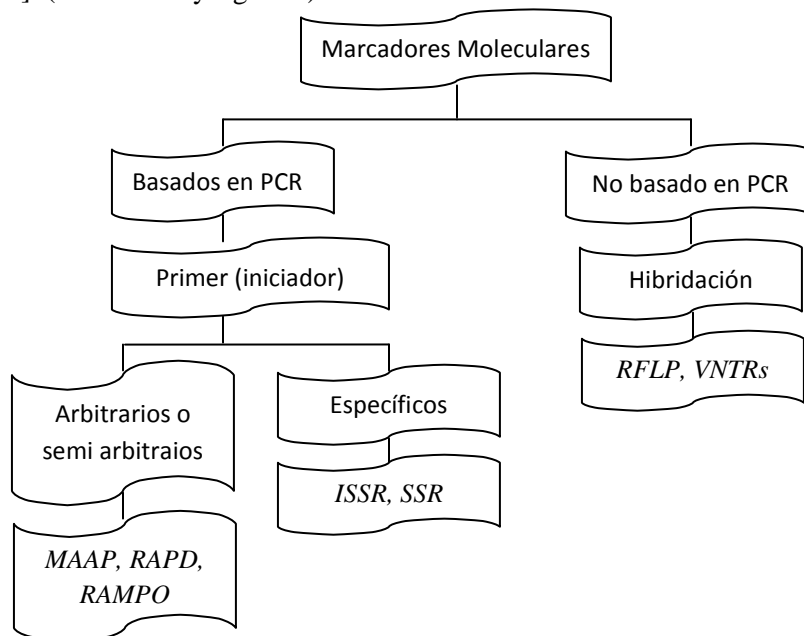 Marcadores Moleculares
Basados en PCR
No basado en PCR
Primer (iniciador)
Hibridación
Arbitrarios o
semi arbitraios
Específicos
RFLP, VNTRs
ISSR, SSR
MAAP, RAPD,
RAMPO